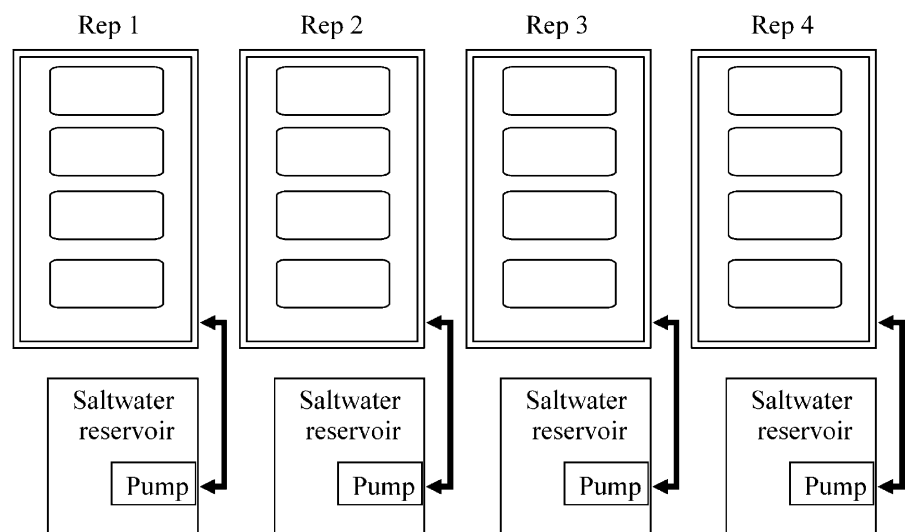 Rep 1
Rep 2
Rep 3
Rep 4
Saltwater
reservoir
Pump
Saltwater
reservoir
Pump
Saltwater
reservoir
Pump
Saltwater
reservoir
Pump